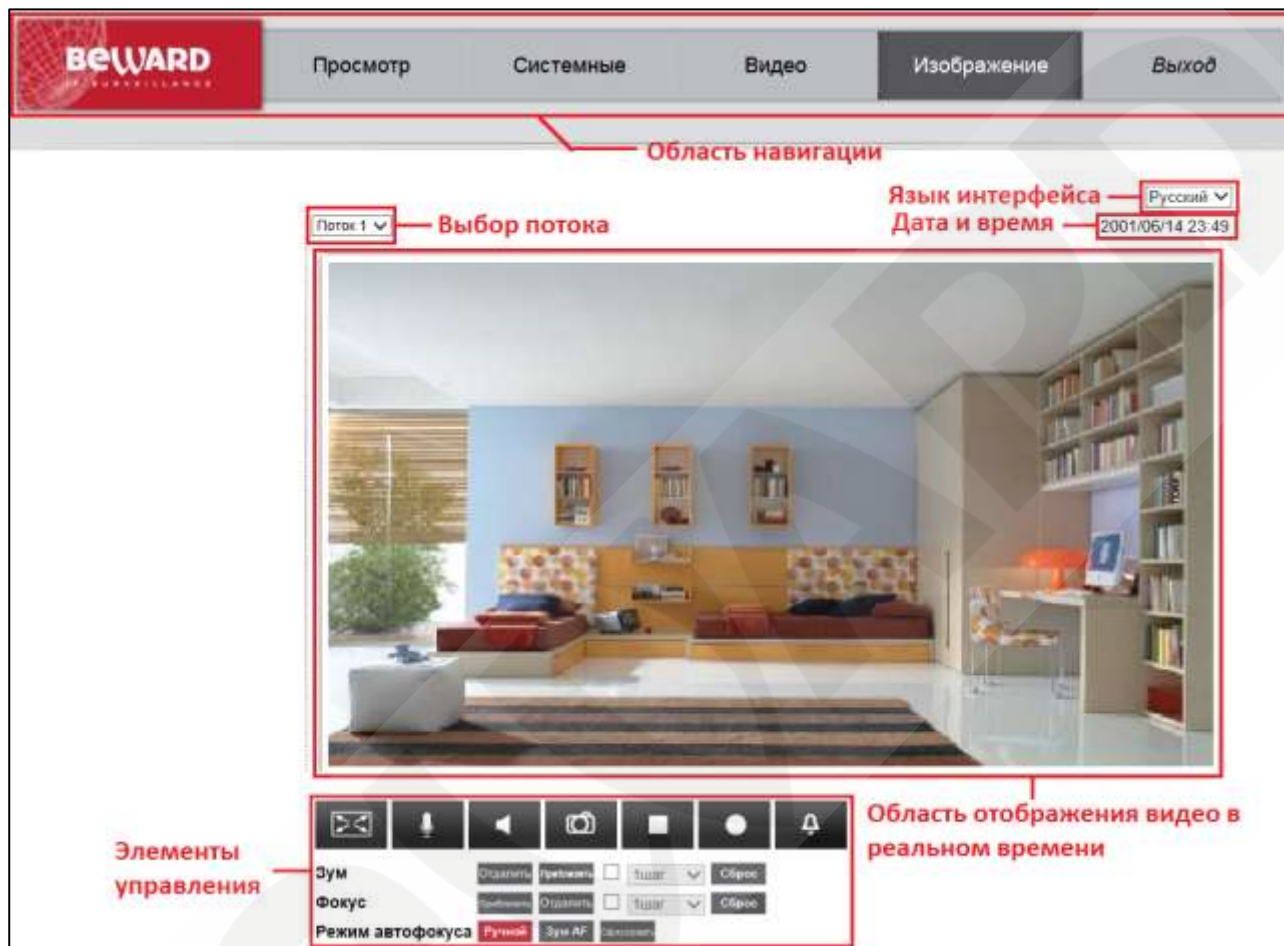 BEWARD
IP SURVEILLANCE
Просмотр
Системные
Видео
Изображение
Выход
Область навигации
Язык интерфейса
Русский
Поток 1
Выбор потока
Дата и время
2001/06/14 23:49
Область отображения видео в
реальном времени
Элементы
управления
Зум
Отдалить
Приблизить
1шаг
Сброс
Фокус
Приблизить
Отдалить
1шаг
Сброс
Режим автофокуса
Ручной
Зум AF